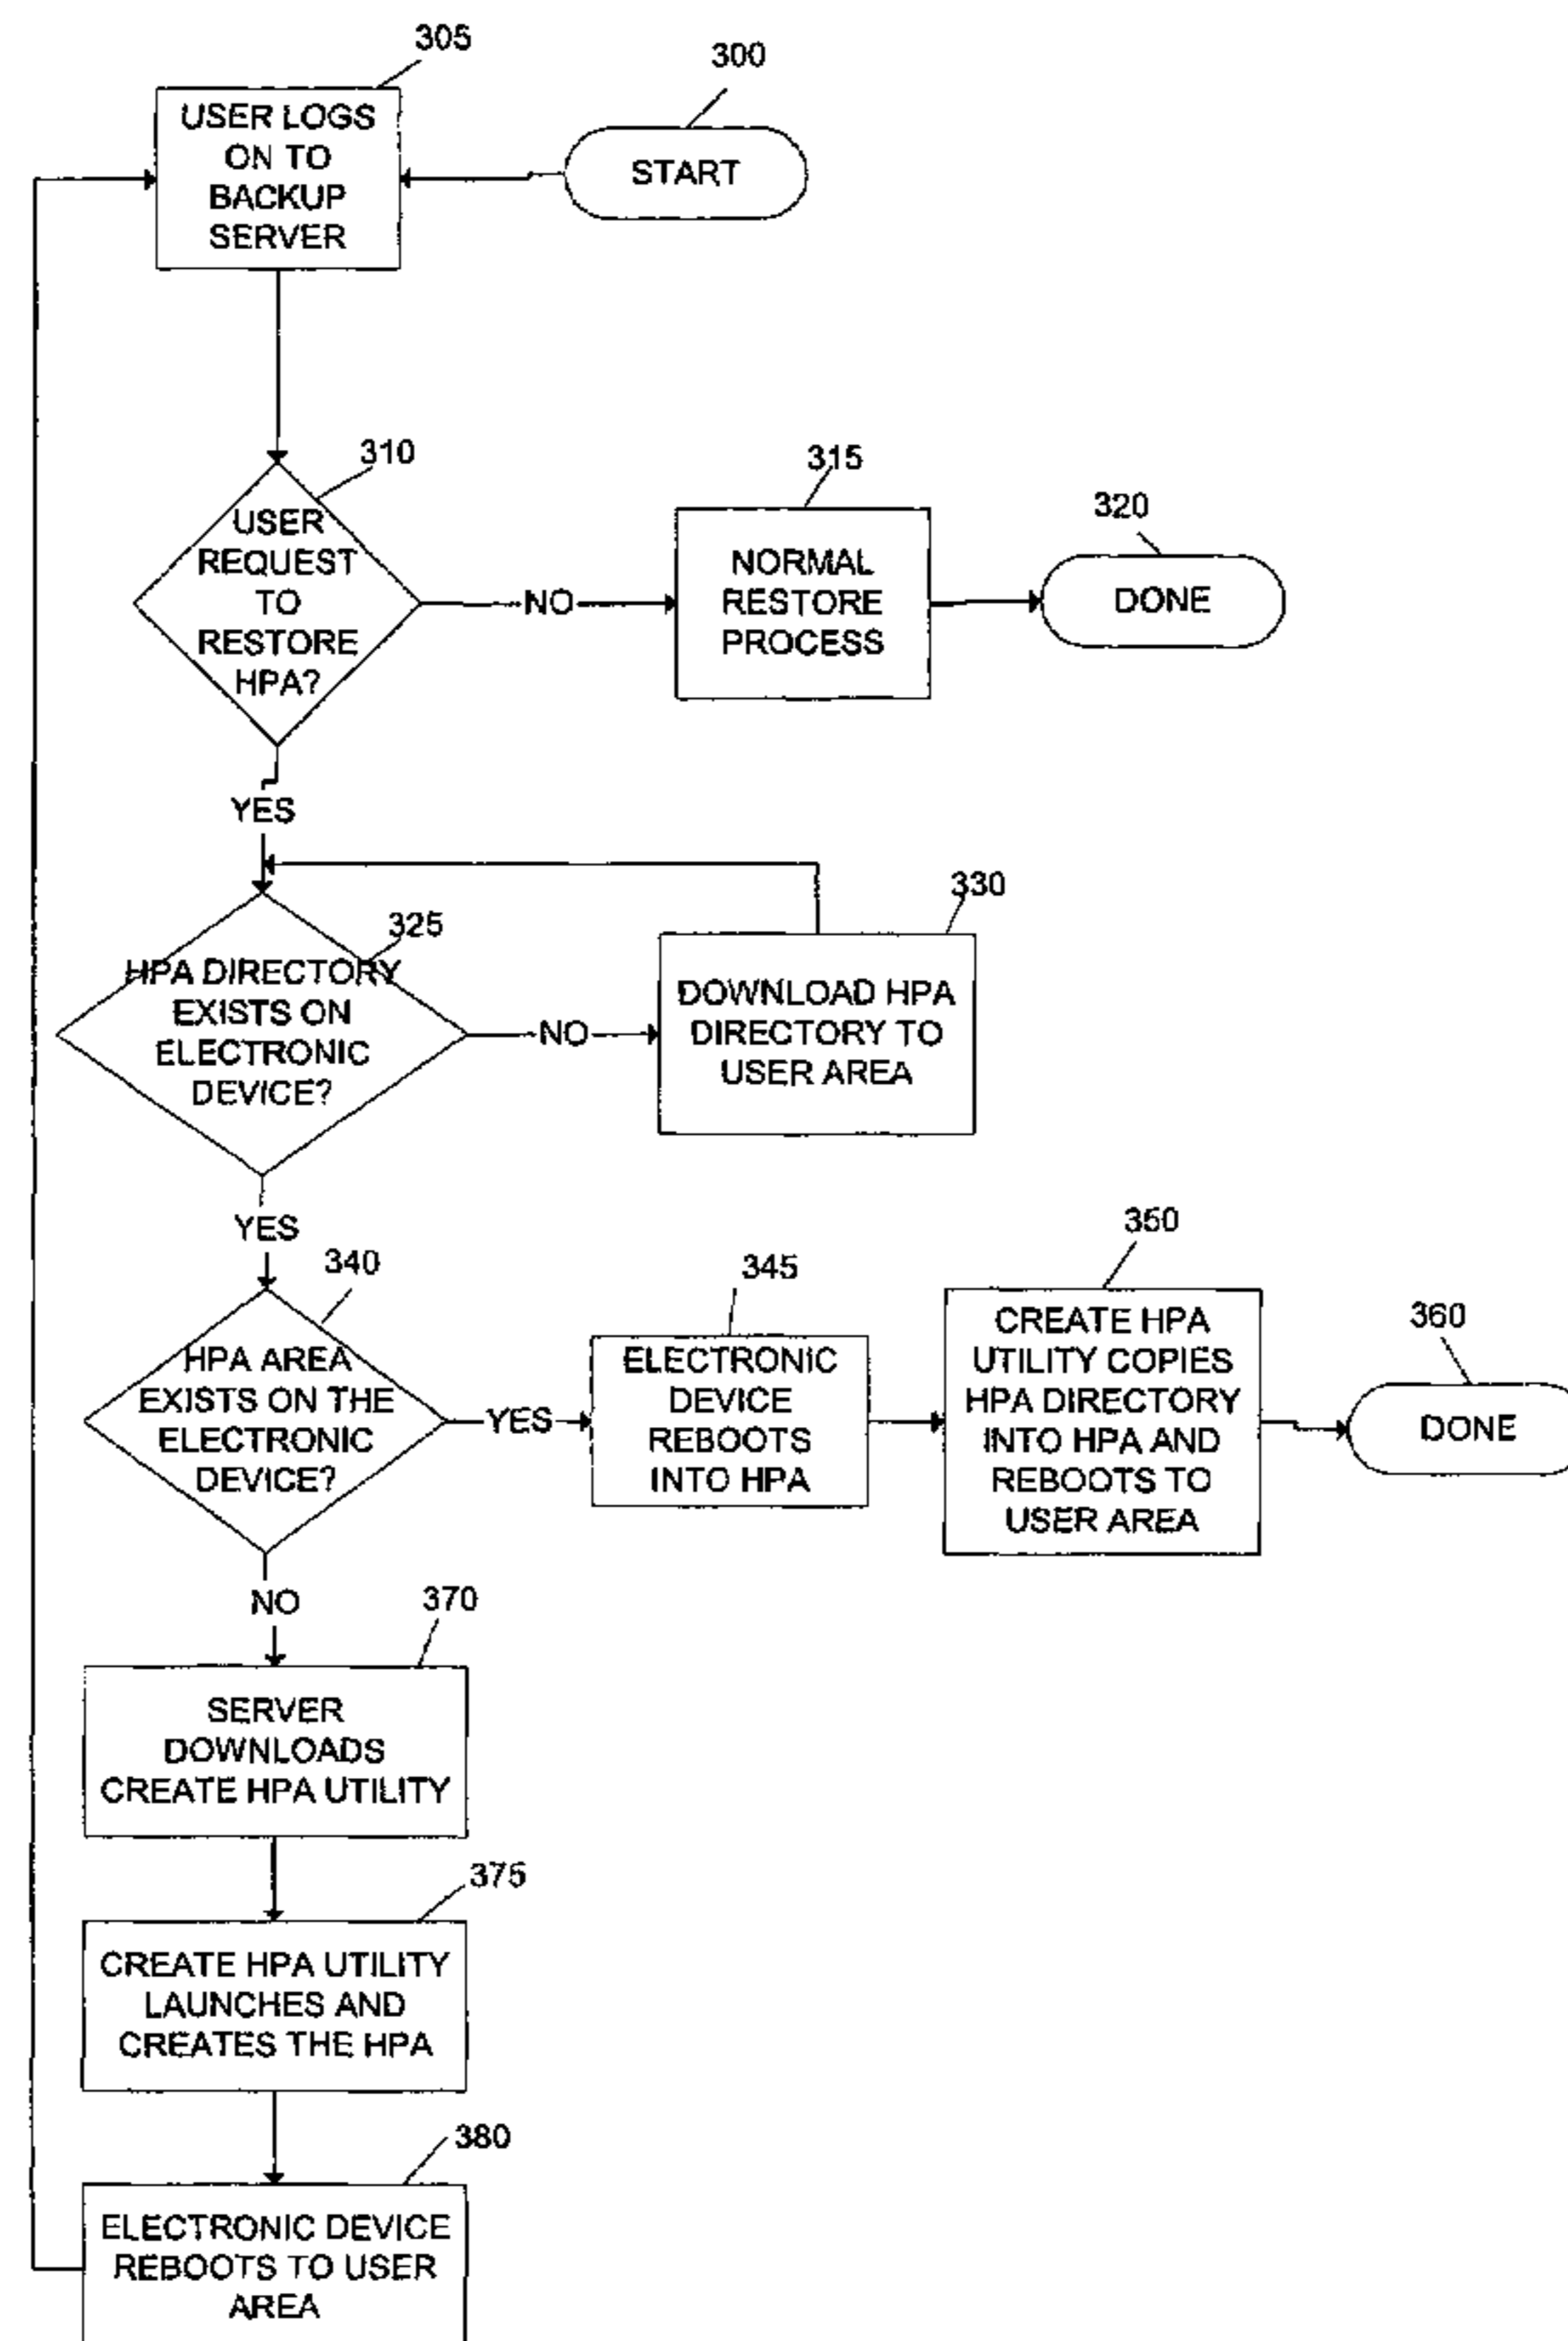 305
300
USER LOGS
ON TO
BACKUP
SERVER
START
310
USER
REQUEST
TO
RESTORE
HPA?
NO
315
NORMAL
RESTORE
PROCESS
320
DONE
YES
325
HPA DIRECTORY
EXISTS ON
ELECTRONIC
DEVICE?
NO
330
DOWNLOAD HPA
DIRECTORY TO
USER AREA
YES
340
HPA AREA
EXISTS ON THE
ELECTRONIC
DEVICE?
YES
345
ELECTRONIC
DEVICE
REBOOTS
INTO HPA
350
CREATE HPA
UTILITY COPIES
HPA DIRECTORY
INTO HPA AND
REBOOTS TO
USER AREA
360
DONE
NO
370
SERVER
DOWNLOADS
CREATE HPA UTILITY
375
CREATE HPA UTILITY
LAUNCHES AND
CREATES THE HPA
380
ELECTRONIC DEVICE
REBOOTS TO USER
AREA